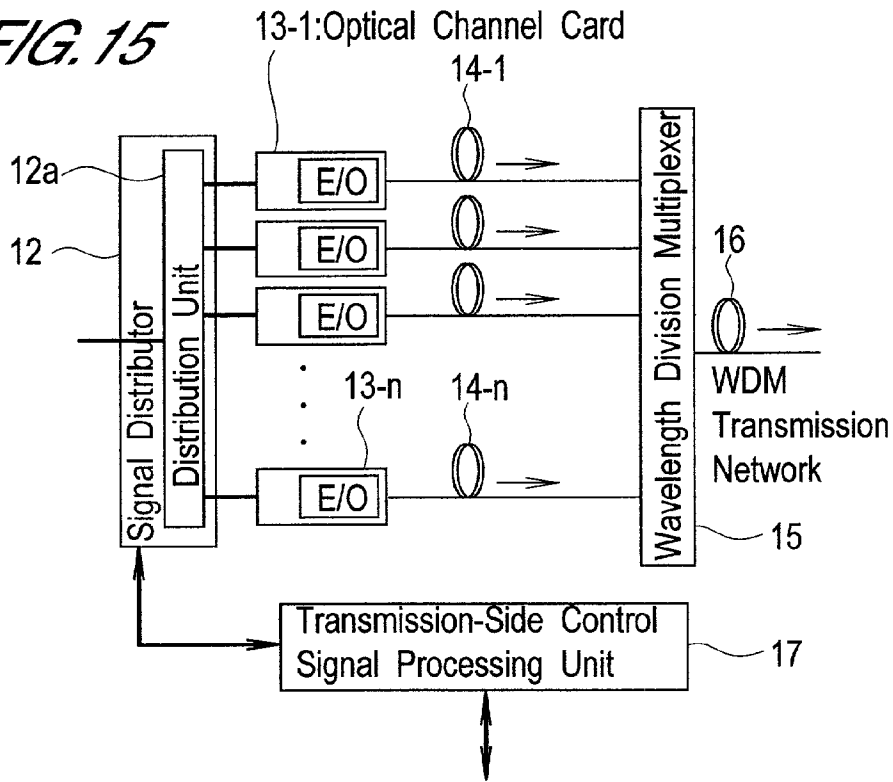 FIG. 15
13-1:Optical Channel Card
14-1
12a
12
Signal Distributor
Distribution Unit
E/O
E/O
E/O
13-n
14-n
E/O
Wavelength Division Multiplexer
16
WDM
Transmission
Network
15
Transmission-Side Control
Signal Processing Unit
17